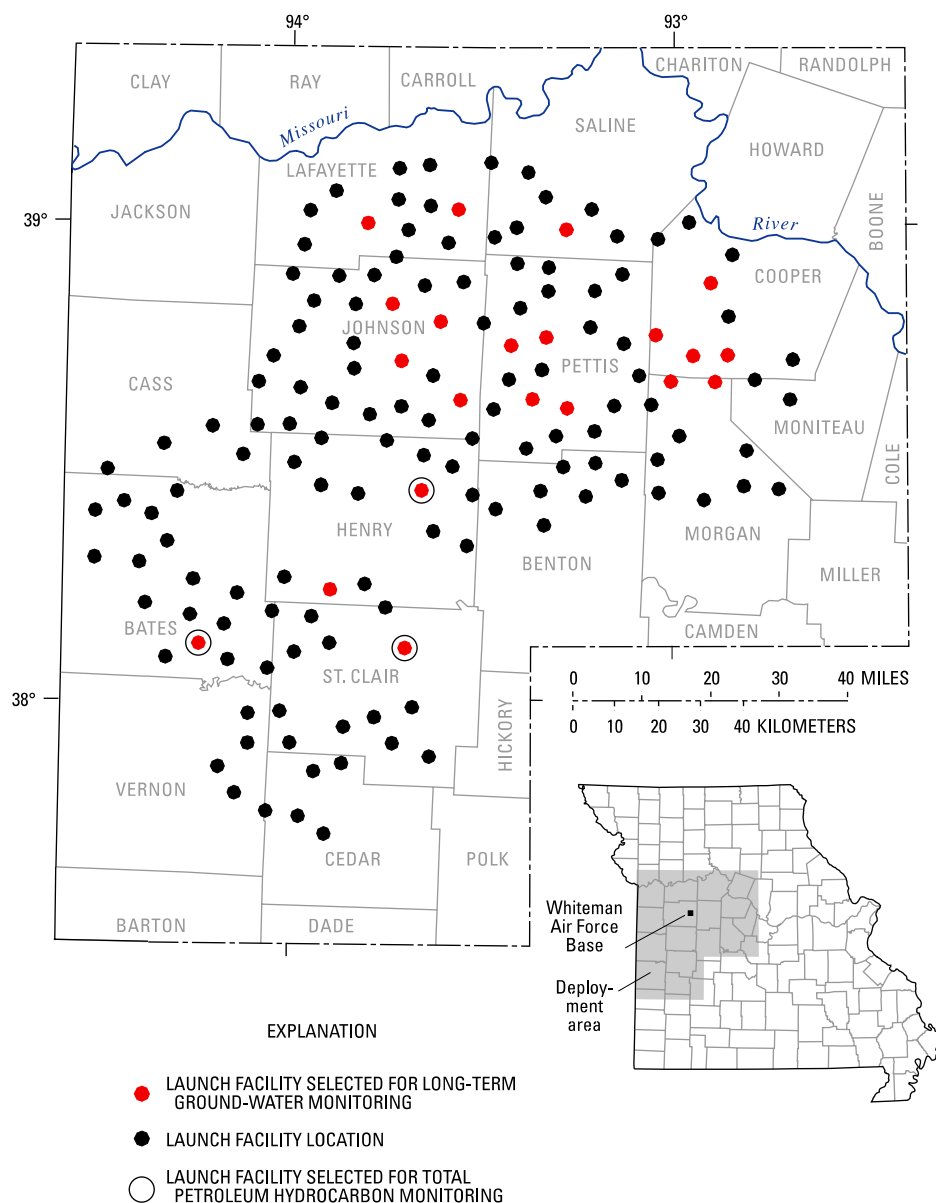 94°
93°
CLAY
RAY
CARROLL
CHARITON
RANDOLPH
Missouri
SALINE
HOWARD
LAFAYETTE
JACKSON
39°
River
BOONE
COOPER
JOHNSON
PETTIS
CASS
MONITEAU
COLE
HENRY
MORGAN
BENTON
MILLER
BATES
CAMDEN
ST. CLAIR
38°
HICKORY
0 10 20 30 40 MILES
0 10 20 30 40 KILOMETERS
VERNON
CEDAR
POLK
BARTON
DADE
Whiteman
Air Force
Base
Deploy-
ment
area
EXPLANATION
LAUNCH FACILITY SELECTED FOR LONG-TERM
GROUND-WATER MONITORING
LAUNCH FACILITY LOCATION
LAUNCH FACILITY SELECTED FOR TOTAL
PETROLEUM HYDROCARBON MONITORING